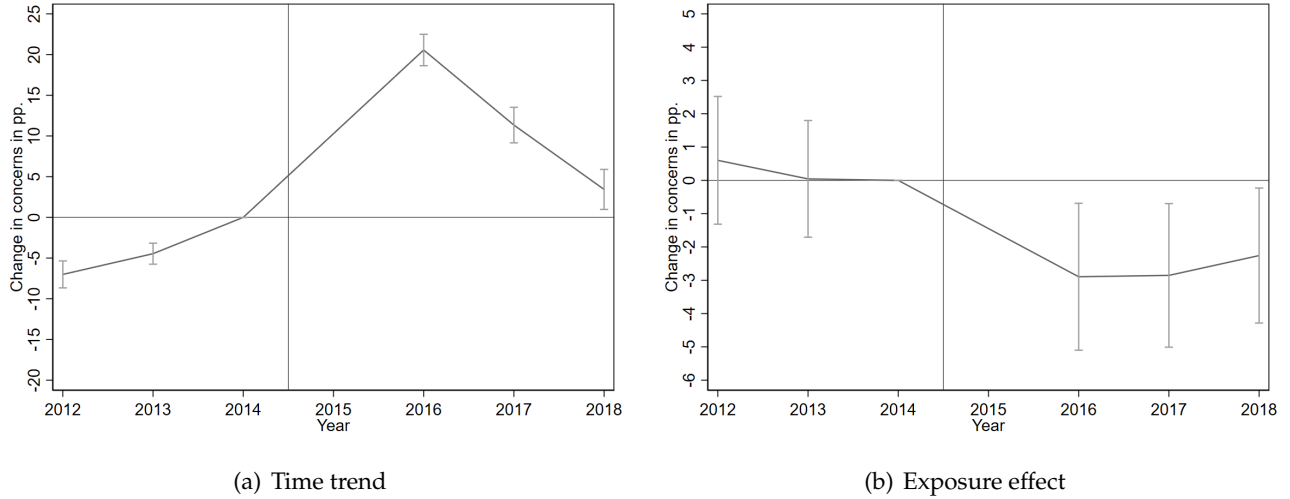 Change in concerns in pp.
25
20
15
10
5
0
-5
-10
-15
-20
2012 2013 2014 2015 2016 2017 2018
Year
(a) Time trend
Change in concerns in pp.
5
4
3
2
1
0
-1
-2
-3
-4
-5
-6
2012 2013 2014 2015 2016 2017 2018
Year
(b) Exposure effect